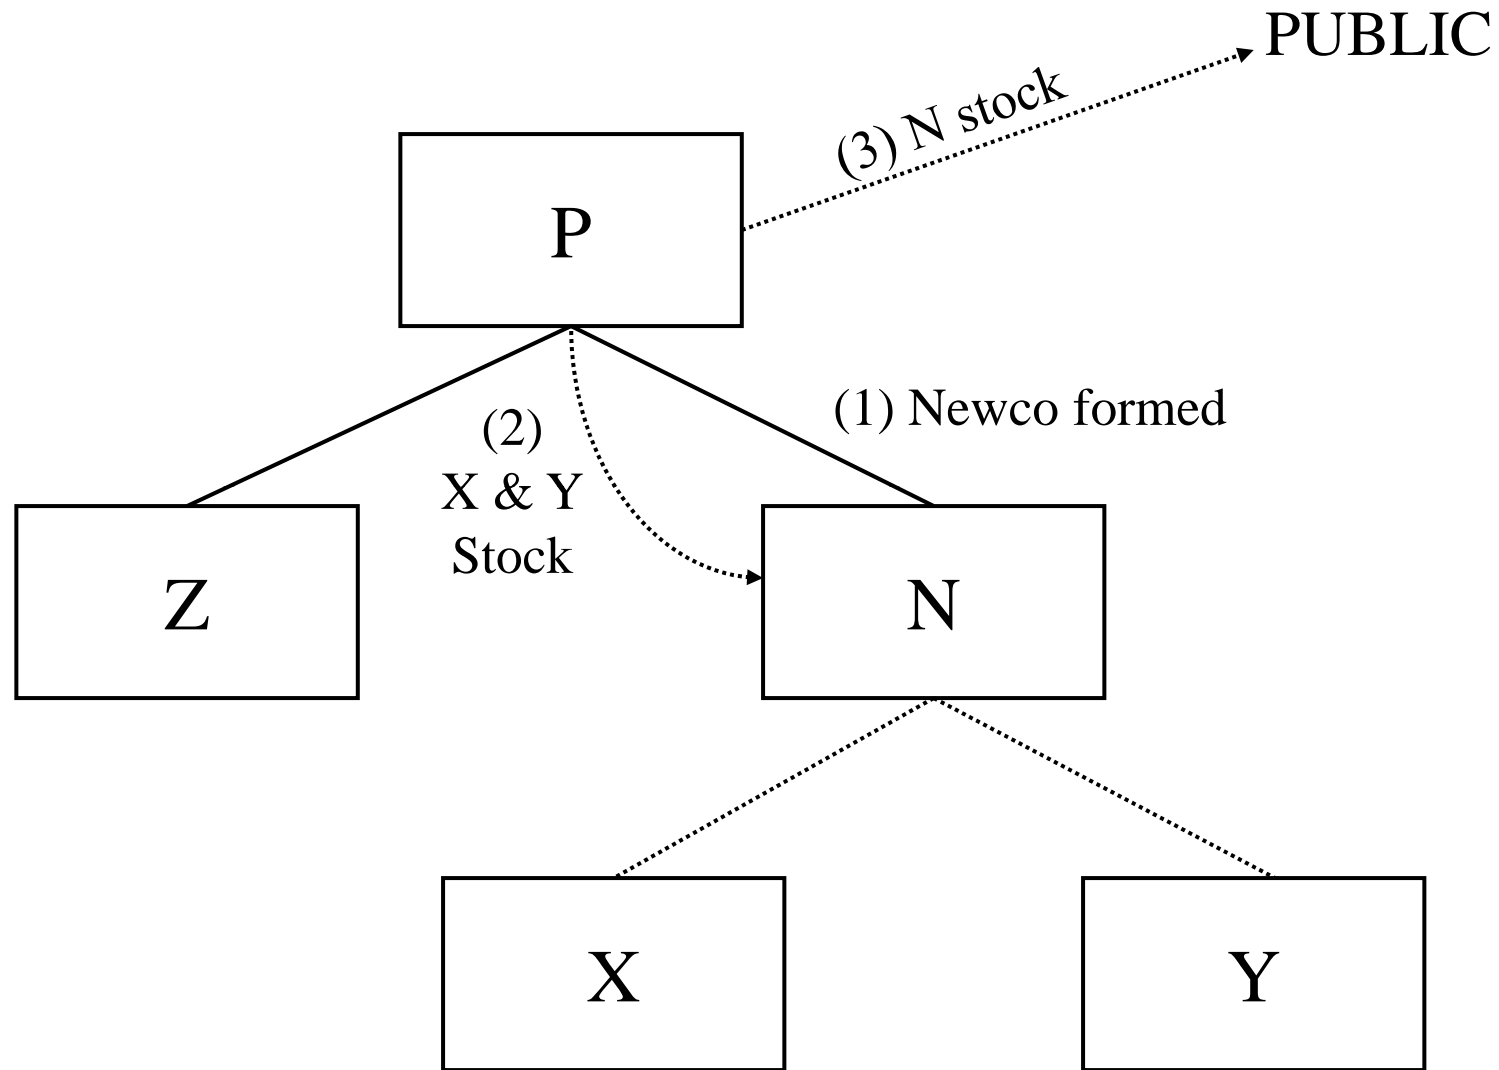 PUBLIC
(3) N stock
P
(1) Newco formed
(2)
X & Y
Stock
Z
N
X
Y